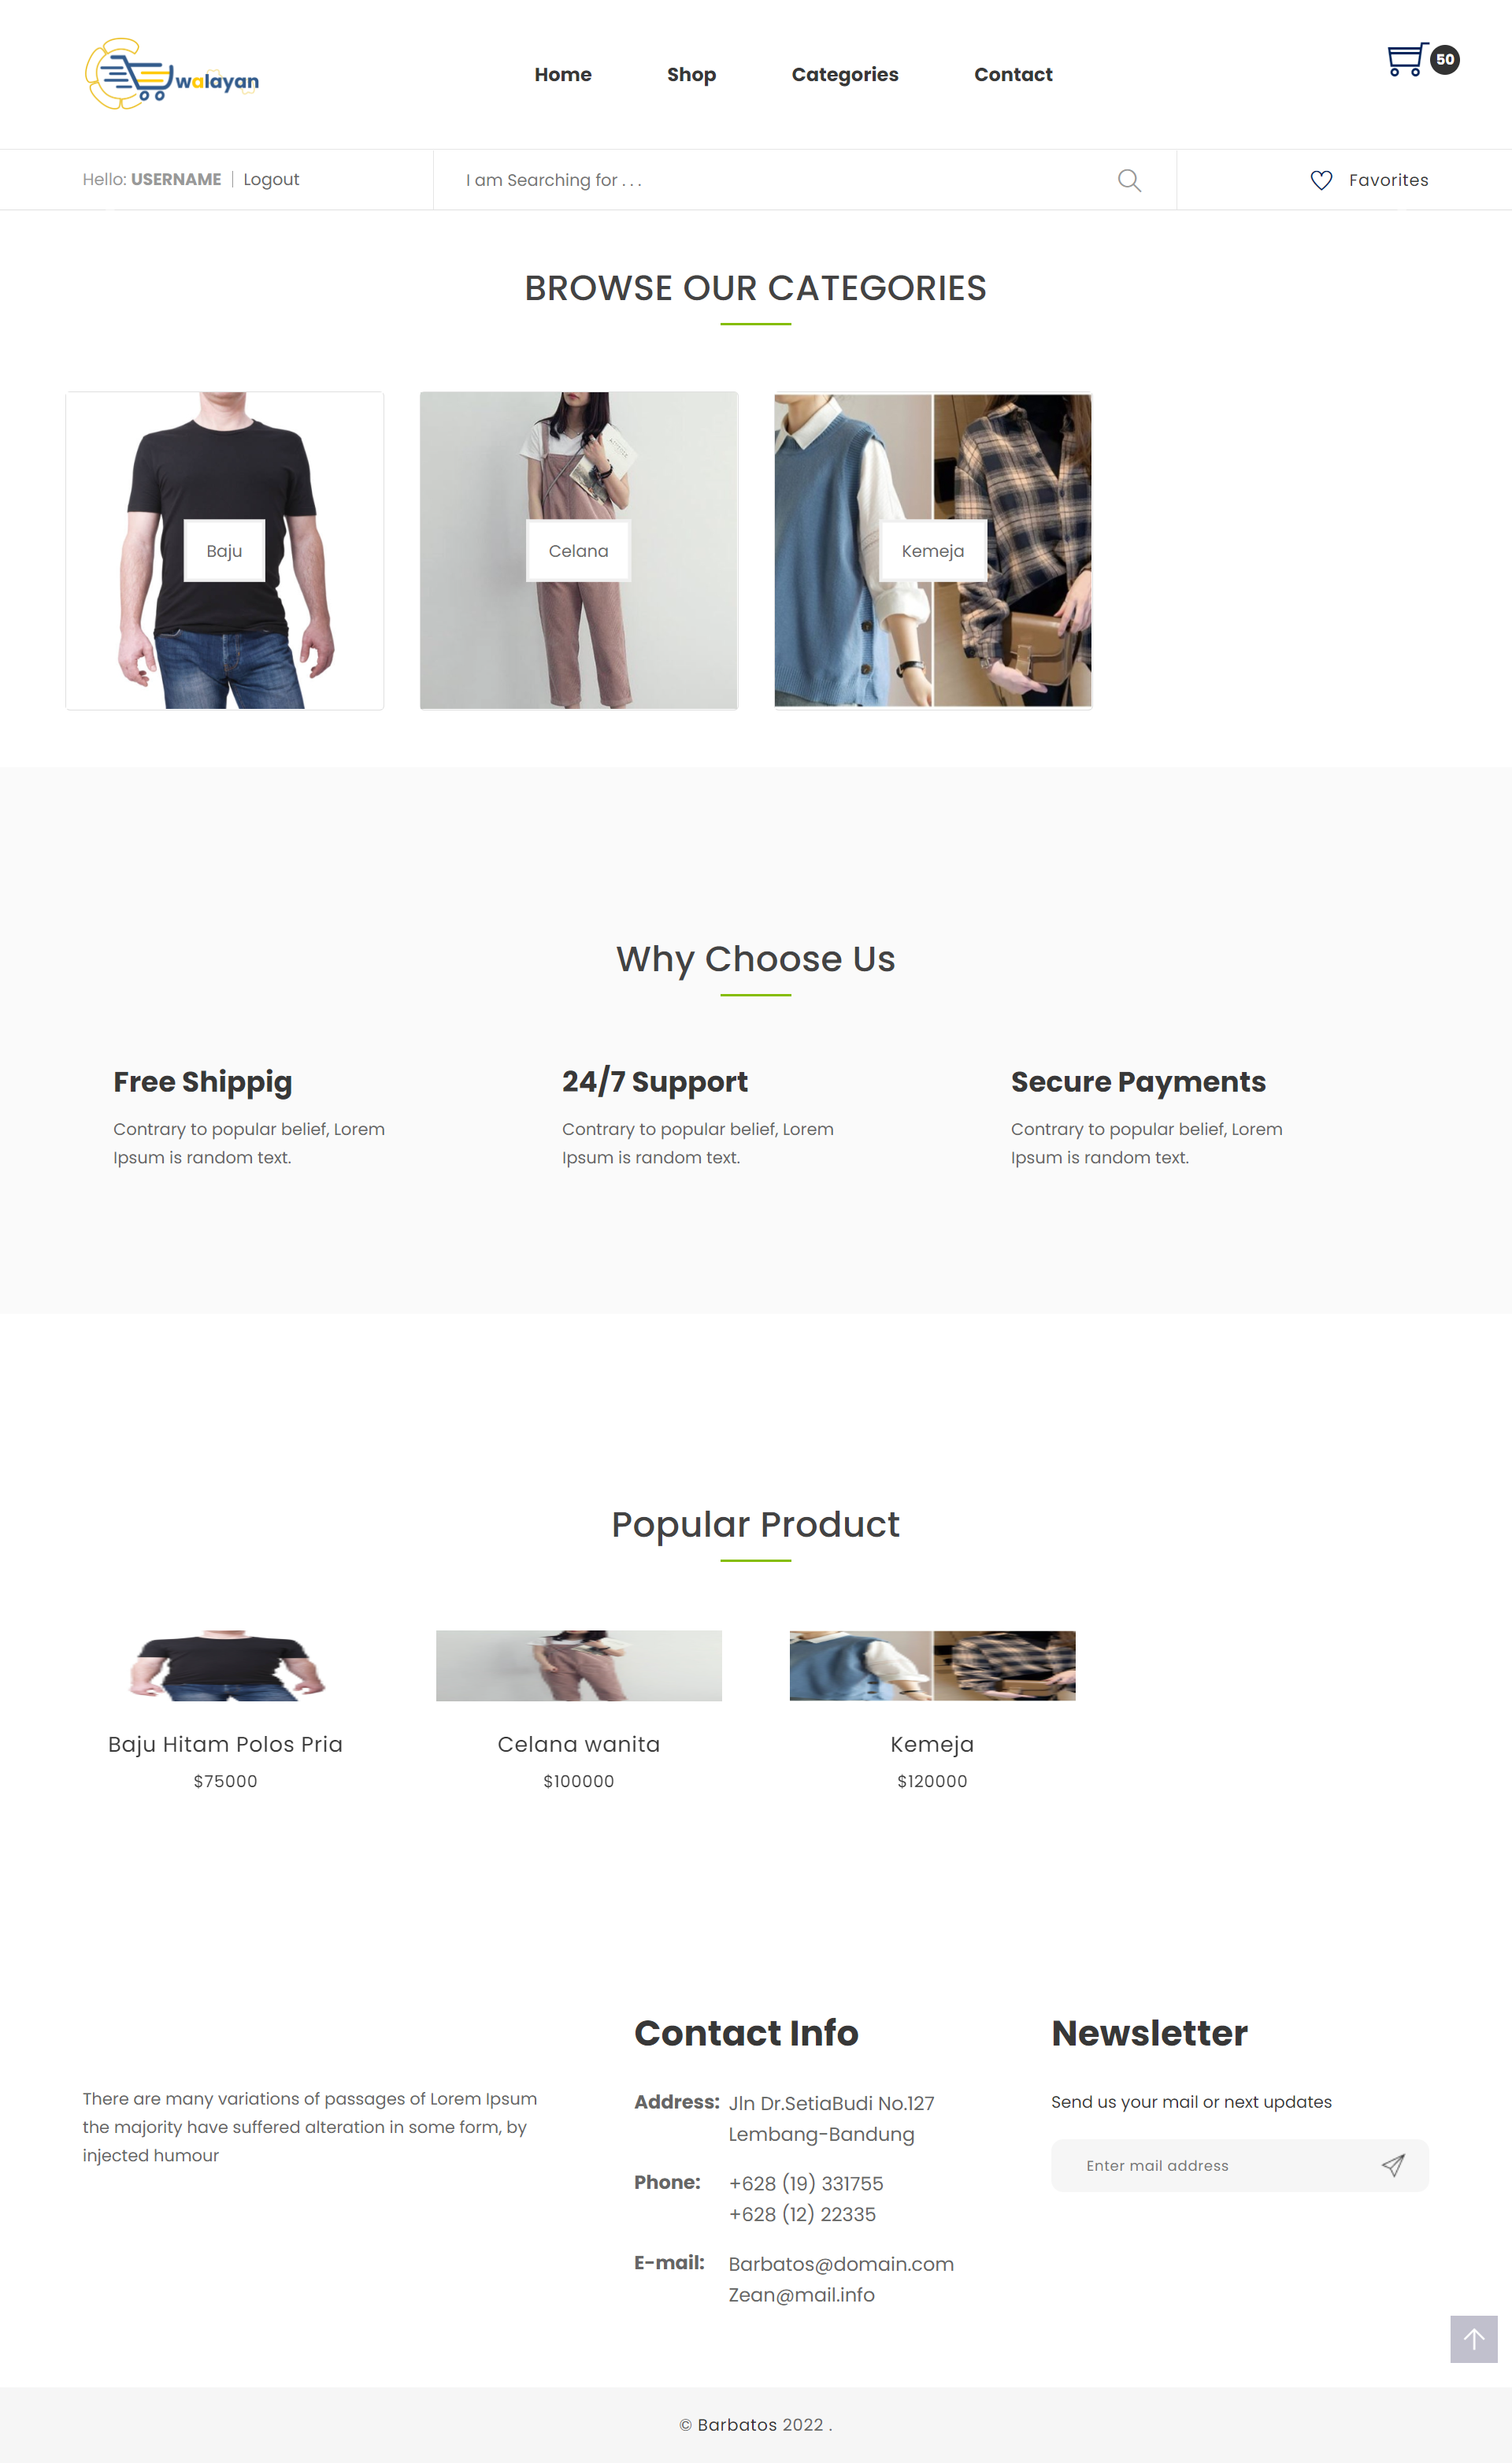 walayan
Home
Shop
Categories
Contact
50
Hello: USERNAME
Logout
I am Searching for . . .
Favorites
BROWSE OUR CATEGORIES
Baju
Celana
Kemeja
Why Choose Us
Free Shippig
Contrary to popular belief, Lorem
Ipsum is random text.
24/7 Support
Contrary to popular belief, Lorem
Ipsum is random text.
Secure Payments
Contrary to popular belief, Lorem
Ipsum is random text.
Popular Product
Baju Hitam Polos Pria
$75000
Celana wanita
$100000
Kemeja
$120000
There are many variations of passages of Lorem Ipsum
the majority have suffered alteration in some form, by
injected humour
Contact Info
Address: Jln Dr.SetiaBudi No.127
Lembang-Bandung
Phone: +628 (19) 331755
+628 (12) 22335
E-mail: Barbatos@domain.com
Zean@mail.info
Newsletter
Send us your mail or next updates
Enter mail address
© Barbatos 2022 .